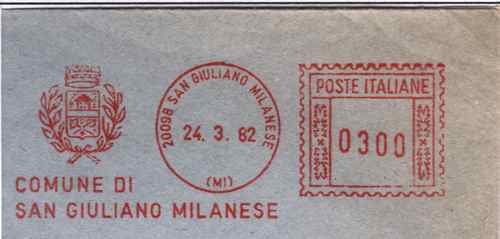 COMUNE DI
SAN GIULIANO MILANESE
20098 SAN GIULIANO MILANESE
24.3.82
(MI)
POSTE ITALIANE
0300